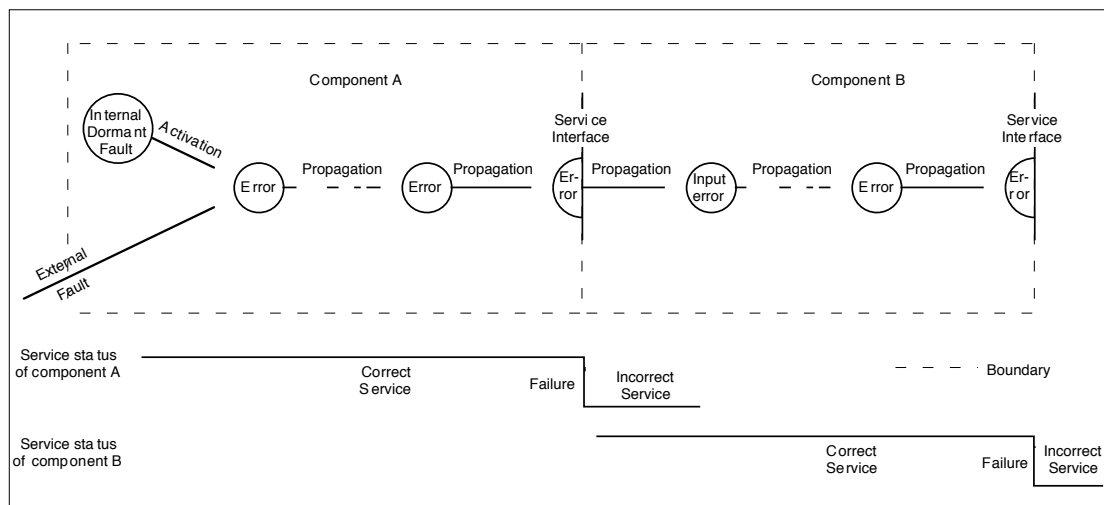 Component A
Component B
Internal
Dormant
Fault
Activation
Service
Interface
Service
Interface
Propagation
Propagation
Propagation
Propagation
Propagation
Error
Error
Er-
ror
Input
error
Error
Er-
ror
External
Fault
Service status
of component A
Correct
Service
Failure
Incorrect
Service
Boundary
Service status
of component B
Correct
Service
Failure
Incorrect
Service